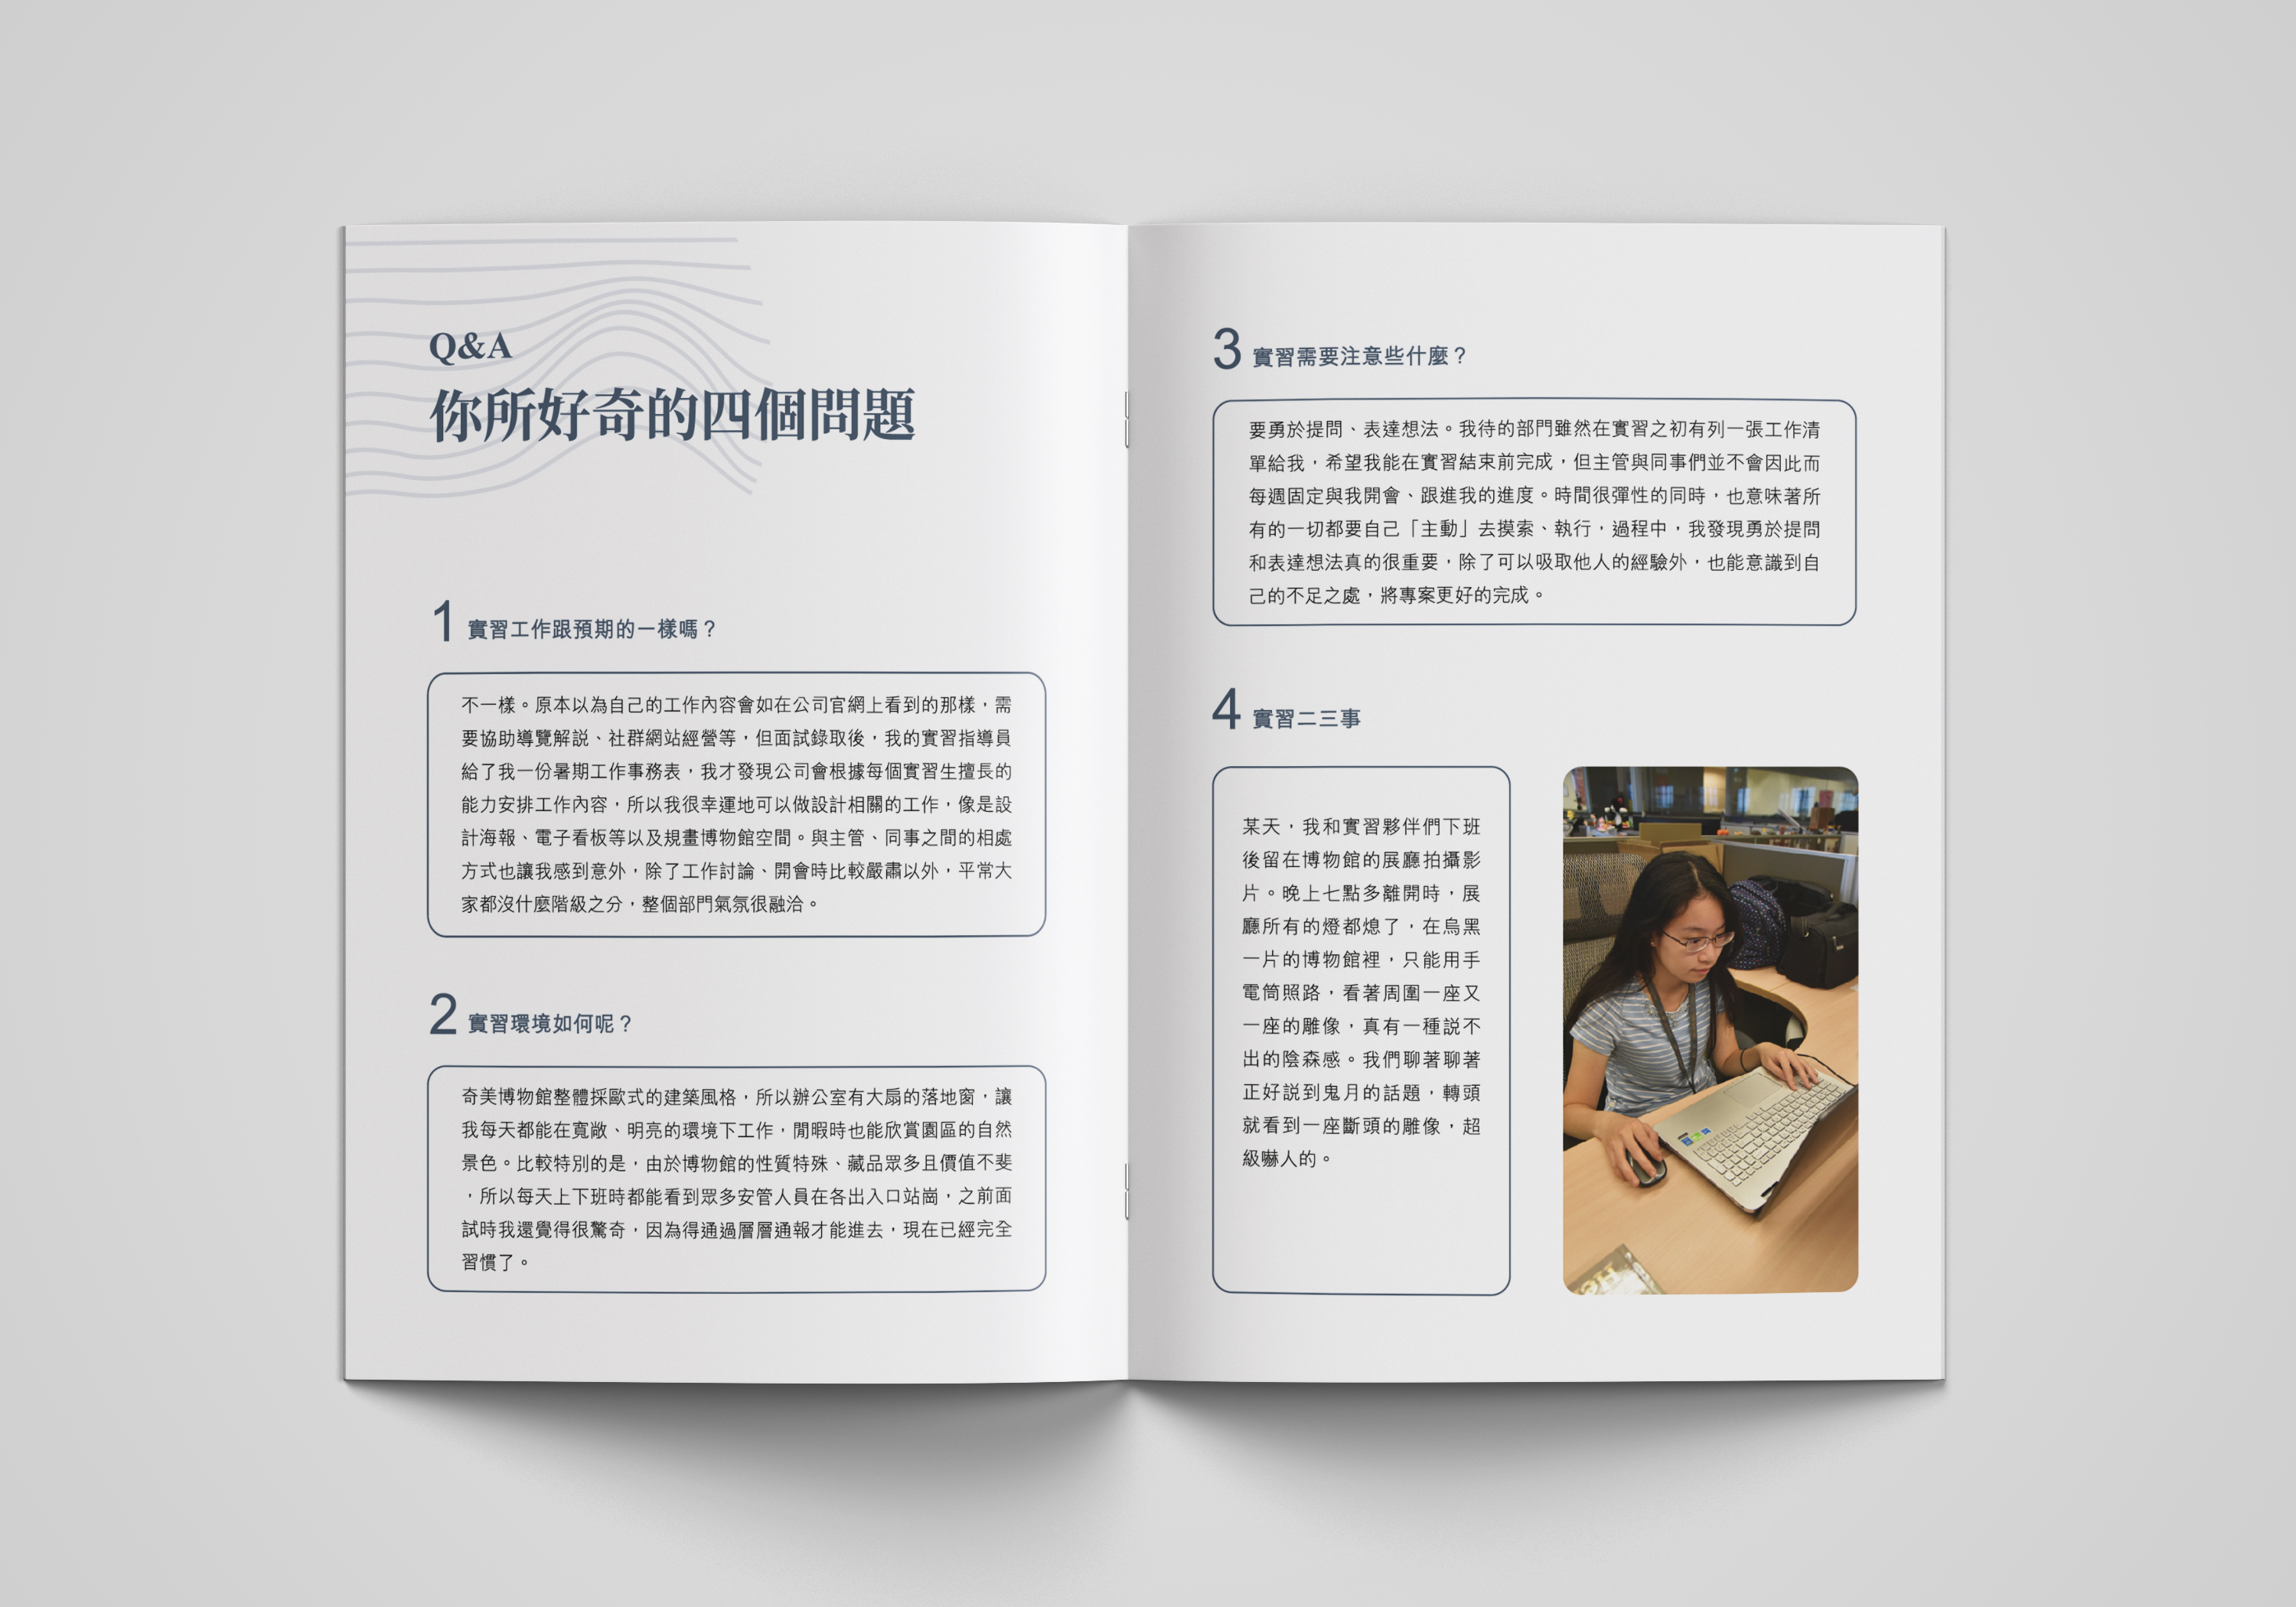 Q&A
你所好奇的四個問題
1 實習工作跟預期的一樣嗎？
不一樣。原本以為自己的工作內容會如在公司官網上看到的那樣，需
要協助導覽解說、社群網站經營等，但面試錄取後，我的實習指導員
給了我一份暑期工作事務表，我才發現公司會根據每個實習生擅長的
能力安排工作內容，所以我很幸運地可以做設計相關的工作，像是設
計海報、電子看板等以及規畫博物館空間。與主管、同事之間的相處
方式也讓我感到意外，除了工作討論、開會時比較嚴肅以外，平常大
家都沒什麼階級之分，整個部門氣氛很融洽。
2 實習環境如何呢？
奇美博物館整體採歐式的建築風格，所以辦公室有大扇的落地窗，讓
我每天都能在寬敞、明亮的環境下工作，閒暇時也能欣賞園區的自然
景色。比較特別的是，由於博物館的性質特殊、藏品眾多且價值不斐
，所以每天上下班時都能看到眾多安管人員在各出入口站崗，之前面
試時我還覺得很驚奇，因為得通過層層通報才能進去，現在已經完全
習慣了。
3 實習需要注意些什麼？
要勇於提問、表達想法。我待的部門雖然在實習之初有列一張工作清
單給我，希望我能在實習結束前完成，但主管與同事們並不會因此而
每週固定與我開會、跟進我的進度。時間很彈性的同時，也意味著所
有的一切都要自己「主動」去摸索、執行，過程中，我發現勇於提問
和表達想法真的很重要，除了可以吸取他人的經驗外，也能意識到自
己的不足之處，將專案更好的完成。
4 實習二三事
某天，我和實習夥伴們下班
後留在博物館的展廳拍攝影
片。晚上七點多離開時，展
廳所有的燈都熄了，在烏黑
一片的博物館裡，只能用手
電筒照路，看著周圍一座又
一座的雕像，真有一種說不
出的陰森感。我們聊著聊著
正好說到鬼月的話題，轉頭
就看到一座斷頭的雕像，超
級嚇人的。